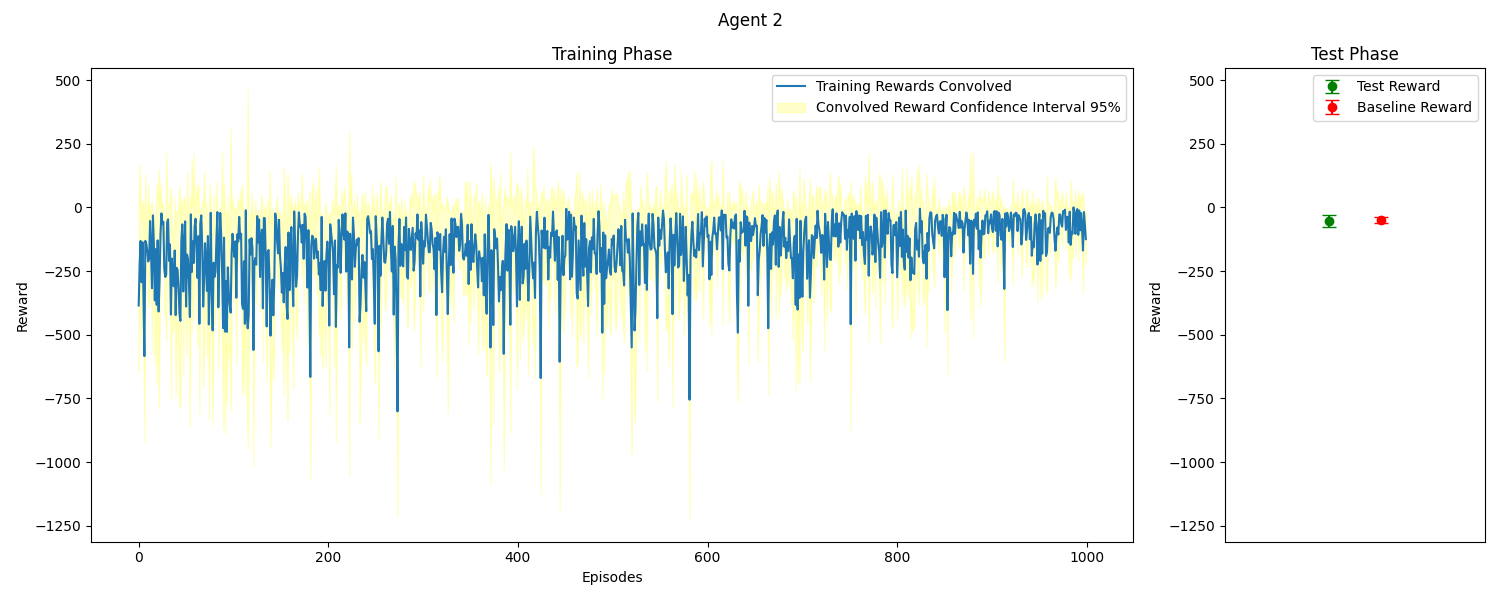 Agent 2
Training Phase
Test Phase
Training Rewards Convolved
Convolved Reward Confidence Interval 95%
Test Reward
Baseline Reward
500
250
0
−250
−500
−750
−1000
−1250
Reward
0
200
400
600
800
1000
Episodes
500
250
0
−250
−500
−750
−1000
−1250
Reward